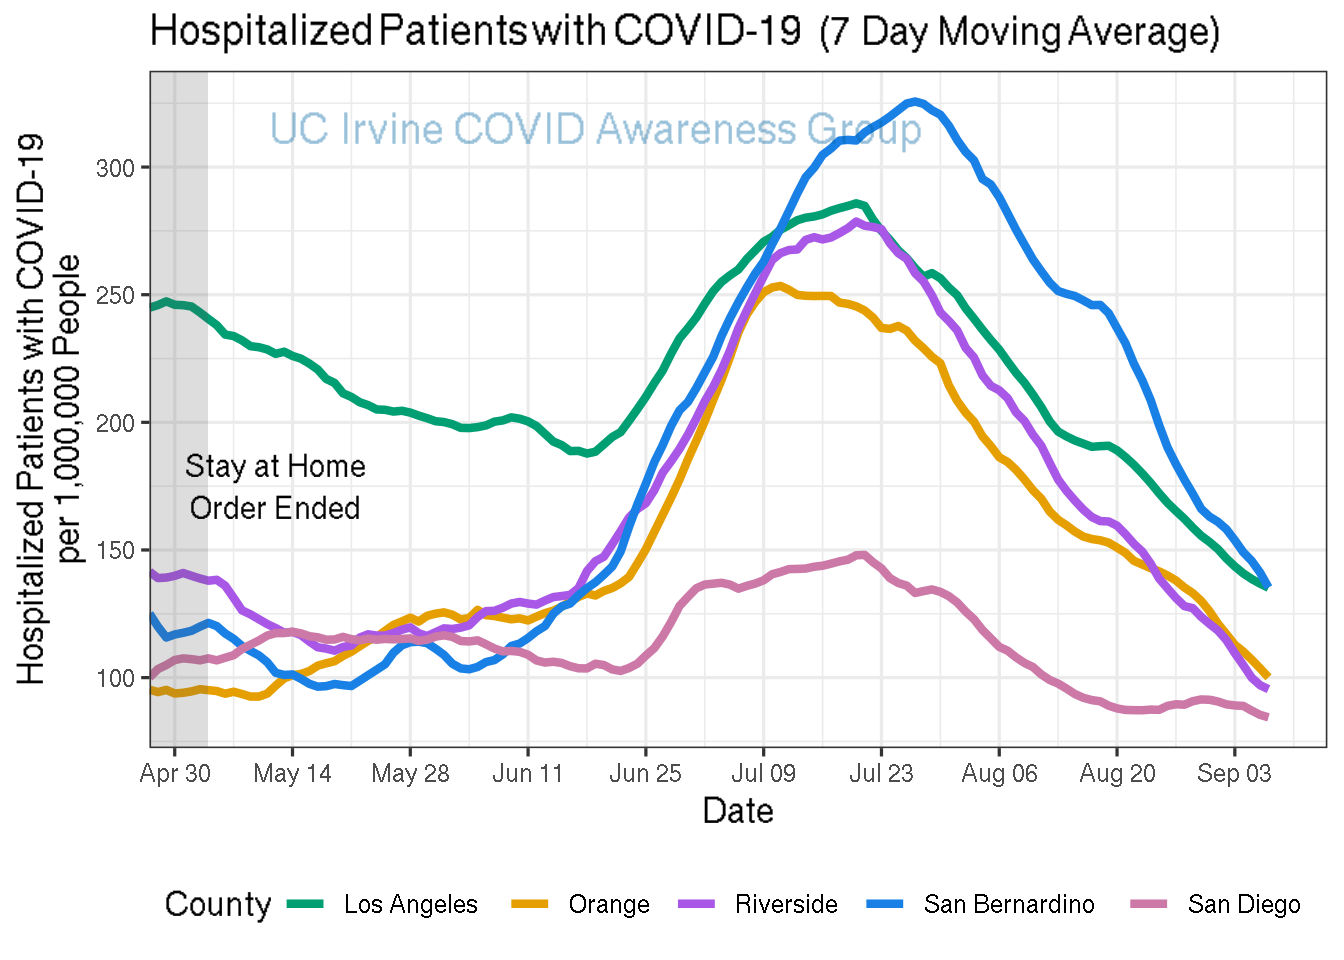 Hospitalized Patients with COVID-19 (7 Day Moving Average)
UC Irvine COVID Awareness Group
Hospitalized Patients with COVID-19
per 1,000,000 People
300
250
200
150
100
Stay at Home
Order Ended
Apr 30 May 14 May 28 Jun 11 Jun 25 Jul 09 Jul 23 Aug 06 Aug 20 Sep 03
Date
County Los Angeles Orange Riverside San Bernardino San Diego